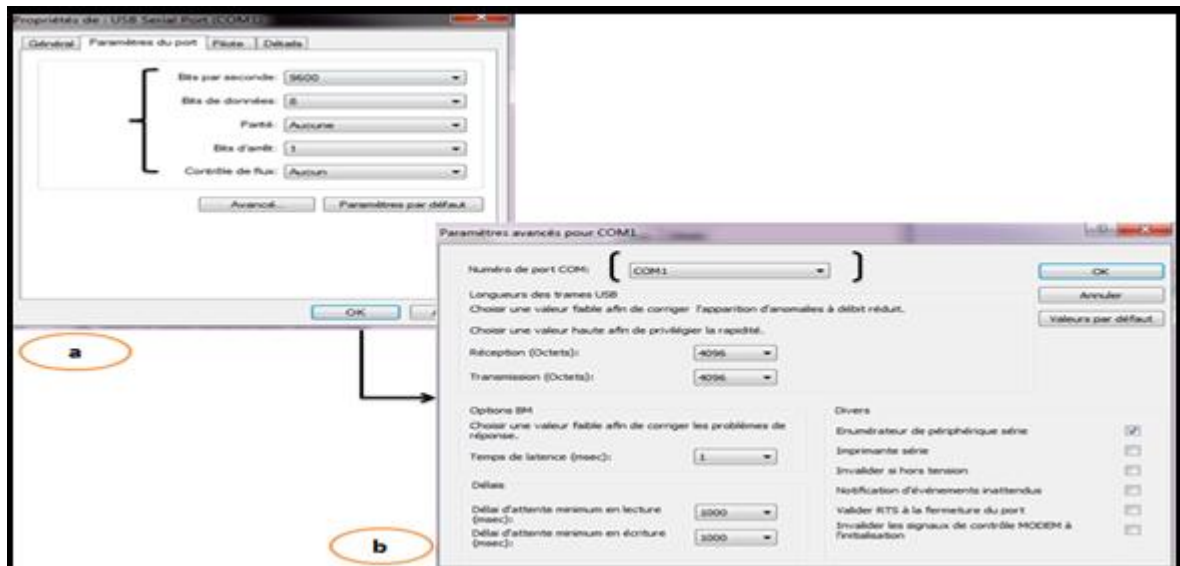 Propriétés de : USB Serial Port (COM1)
Général Paramètres du port Pilote Détails
Bits par seconde: 9600
Bits de données: 8
Parité: Aucune
Bits d'arrêt: 1
Contrôle de flux: Aucun
Avancé... Paramètres par défaut
OK
a
Paramètres avancés pour COM1
Numéro de port COM: COM1
OK
Annuler
Valeurs par défaut
Longueurs des trames USB
Choisir une valeur faible afin de corriger l'apparition d'anomalies à débit réduit.
Choisir une valeur haute afin de privilégier la rapidité.
Réception (Octets): 4096
Transmission (Octets): 4096
Options BM
Choisir une valeur faible afin de corriger les problèmes de
réponse.
Temps de latence (msec): 1
Délais
Délai d'attente minimum en lecture
(msec): 1000
Délai d'attente minimum en écriture
(msec): 1000
Divers
Enumérateur de périphérique série
Imprimante série
Invalider si hors tension
Notification d'événements inattendus
Valider RTS à la fermeture du port
Invalider les signaux de contrôle MODEM à
l'initialisation
b